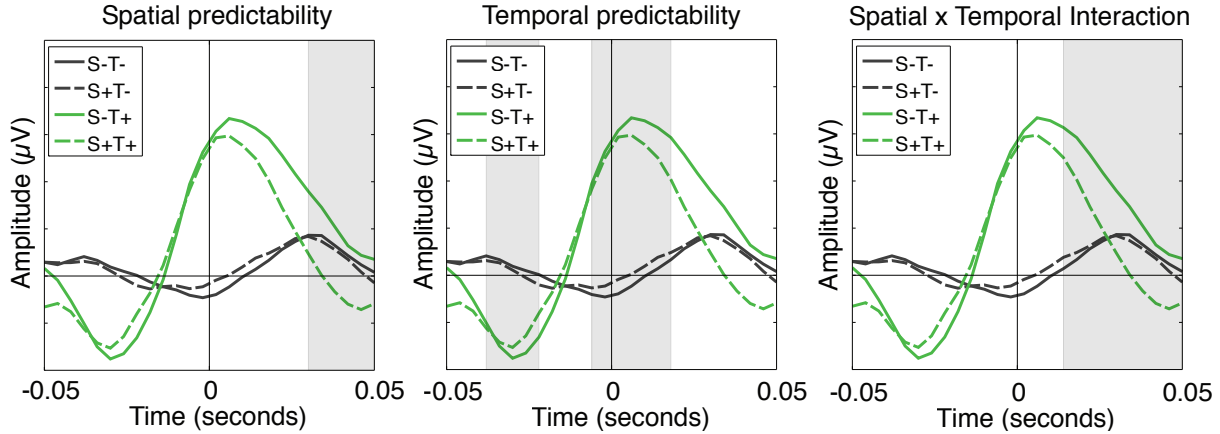 Spatial predictability
S-T-
S+T-
S-T+
S+T+
Amplitude (µV)
-0.05
0
0.05
Time (seconds)
Temporal predictability
S-T-
S+T-
S-T+
S+T+
Amplitude (µV)
-0.05
0
0.05
Time (seconds)
Spatial x Temporal Interaction
S-T-
S+T-
S-T+
S+T+
Amplitude (µV)
-0.05
0
0.05
Time (seconds)